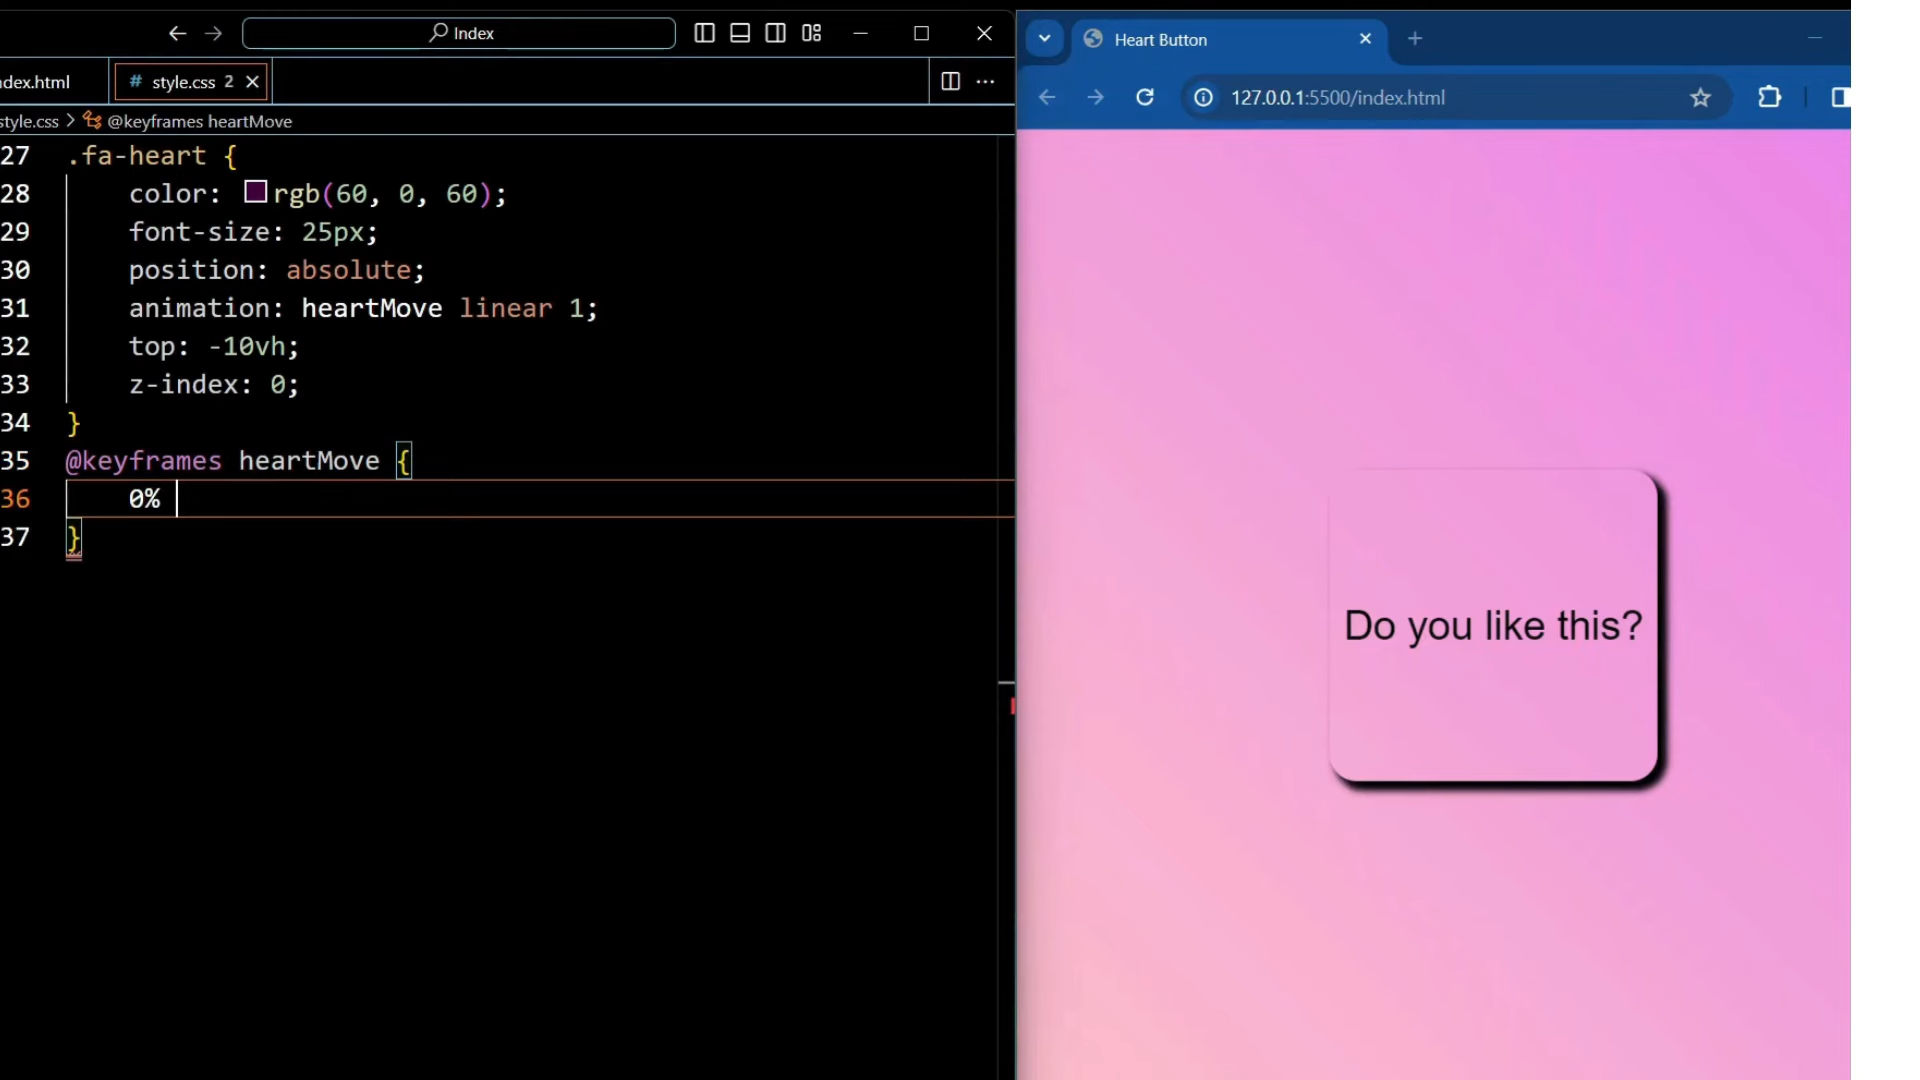 Index
ndex.html
# style.css 2
style.css > @keyframes heartMove
27 .fa-heart {
28 color: rgb(60, 0, 60);
29 font-size: 25px;
30 position: absolute;
31 animation: heartMove linear 1;
32 top: -10vh;
33 z-index: 0;
34 }
35 @keyframes heartMove {
36 0%
37 }
Heart Button
127.0.0.1:5500/index.html
Do you like this?